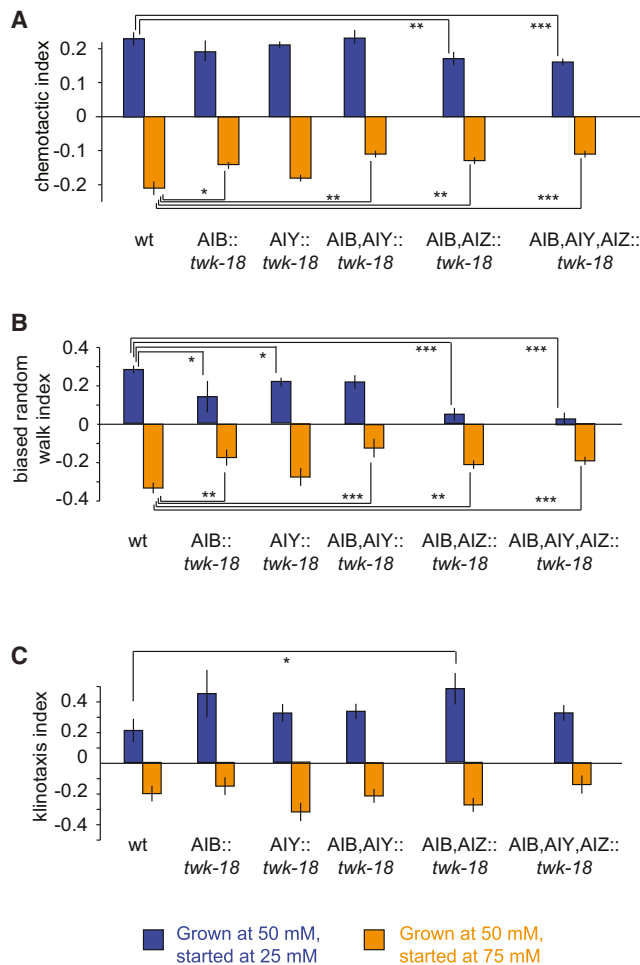 A
chemotactic index
0.2
0.1
0
-0.1
-0.2
** ***
* ** ** ***
wt AIB:: AIY:: AIB,AIY:: AIB,AIZ:: AIB,AIY,AIZ::
twk-18 twk-18 twk-18 twk-18 twk-18
B
biased random
walk index
0.4
0.2
0
-0.2
-0.4
* * *** ***
** *** ** ***
wt AIB:: AIY:: AIB,AIY:: AIB,AIZ:: AIB,AIY,AIZ::
twk-18 twk-18 twk-18 twk-18 twk-18
C
klinotaxis index
0.4
0.2
0
-0.2
-0.4
*
wt AIB:: AIY:: AIB,AIY:: AIB,AIZ:: AIB,AIY,AIZ::
twk-18 twk-18 twk-18 twk-18 twk-18
Grown at 50 mM,
started at 25 mM
Grown at 50 mM,
started at 75 mM